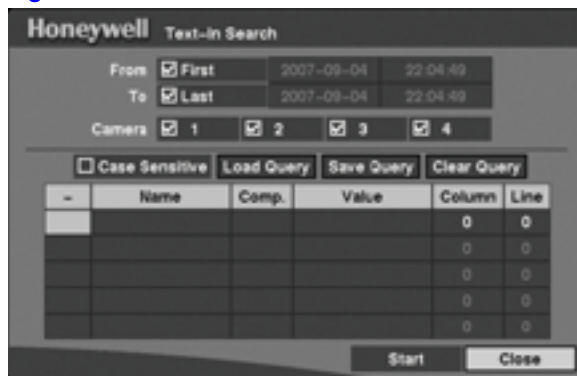 Honeywell Text-In Search
From First 2007-09-04 22:04:49
To Last 2007-09-04 22:04:49
Camera 1 2 3 4
Case Sensitive Load Query Save Query Clear Query
- Name Comp. Value Column Line
0 0
0 0
0 0
0 0
0 0
Start Close